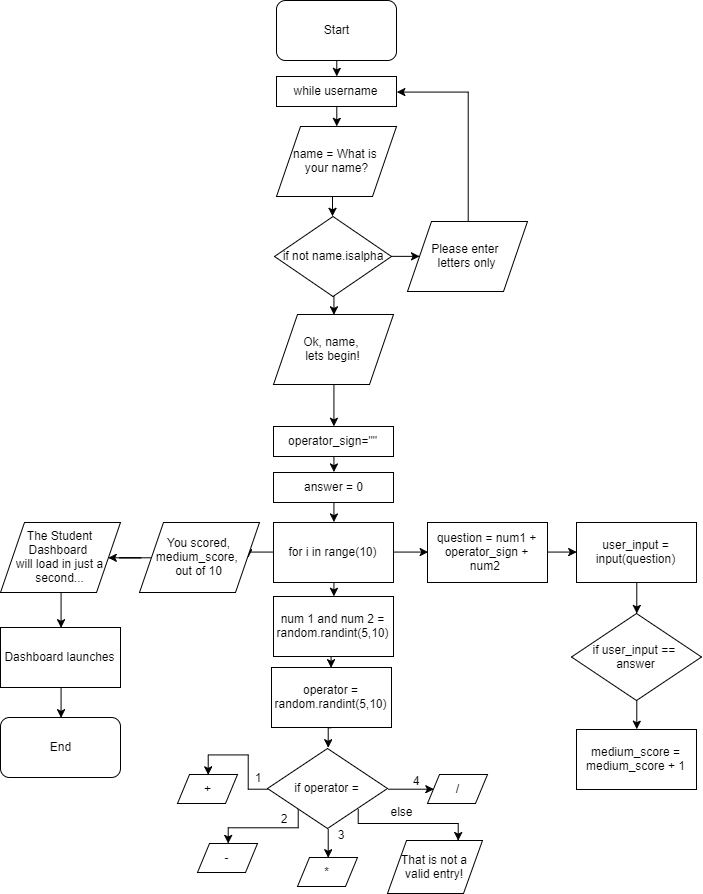 Start
while username
name = What is
your name?
if not name.isalpha
Please enter
letters only
Ok, name,
lets begin!
operator_sign=""
answer = 0
The Student
Dashboard
will load in just a
second...
You scored,
medium_score,
out of 10
for i in range(10)
question = num1 +
operator_sign +
num2
user_input =
input(question)
num 1 and num 2 =
random.randint(5,10)
if user_input ==
answer
Dashboard launches
operator =
random.randint(5,10)
End
medium_score =
medium_score + 1
if operator =
1
+
2
-
3
*
4
/
else
That is not a
valid entry!